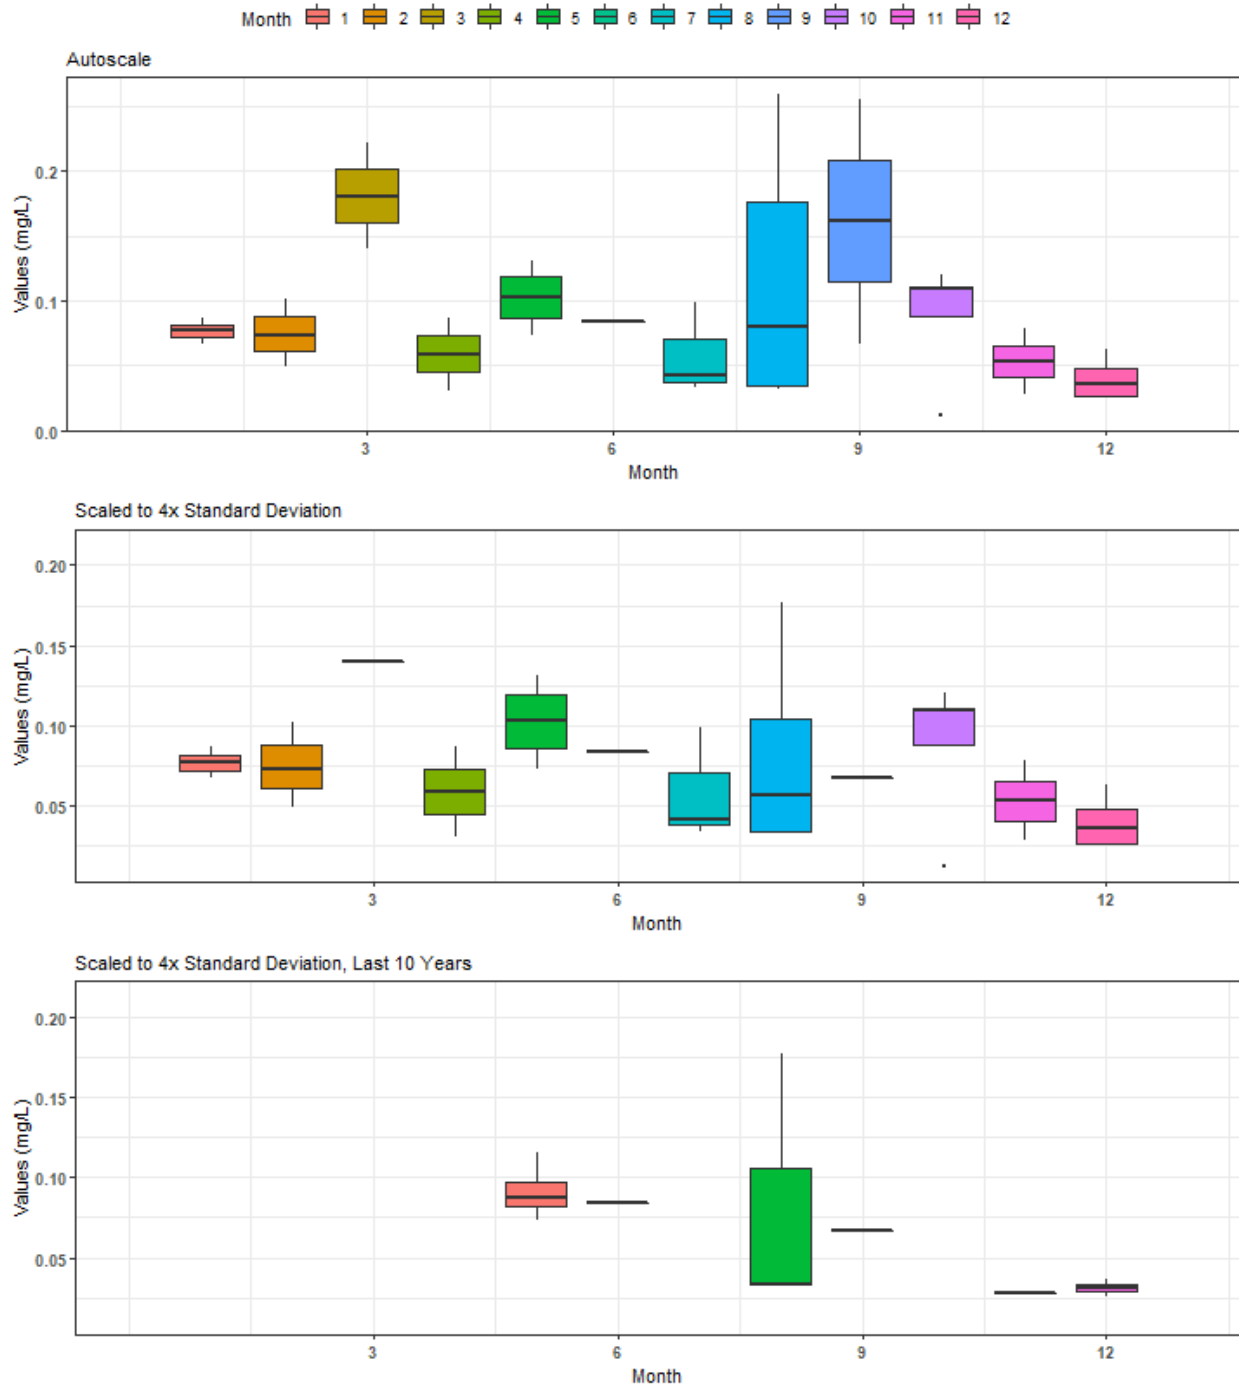 Month 1 2 3 4 5 6 7 8 9 10 11 12
Autoscale
Values (mg/L)
0.2
0.1
0.0
3 6 9 12
Month
Scaled to 4x Standard Deviation
Values (mg/L)
0.20
0.15
0.10
0.05
3 6 9 12
Month
Scaled to 4x Standard Deviation, Last 10 Years
Values (mg/L)
0.20
0.15
0.10
0.05
3 6 9 12
Month